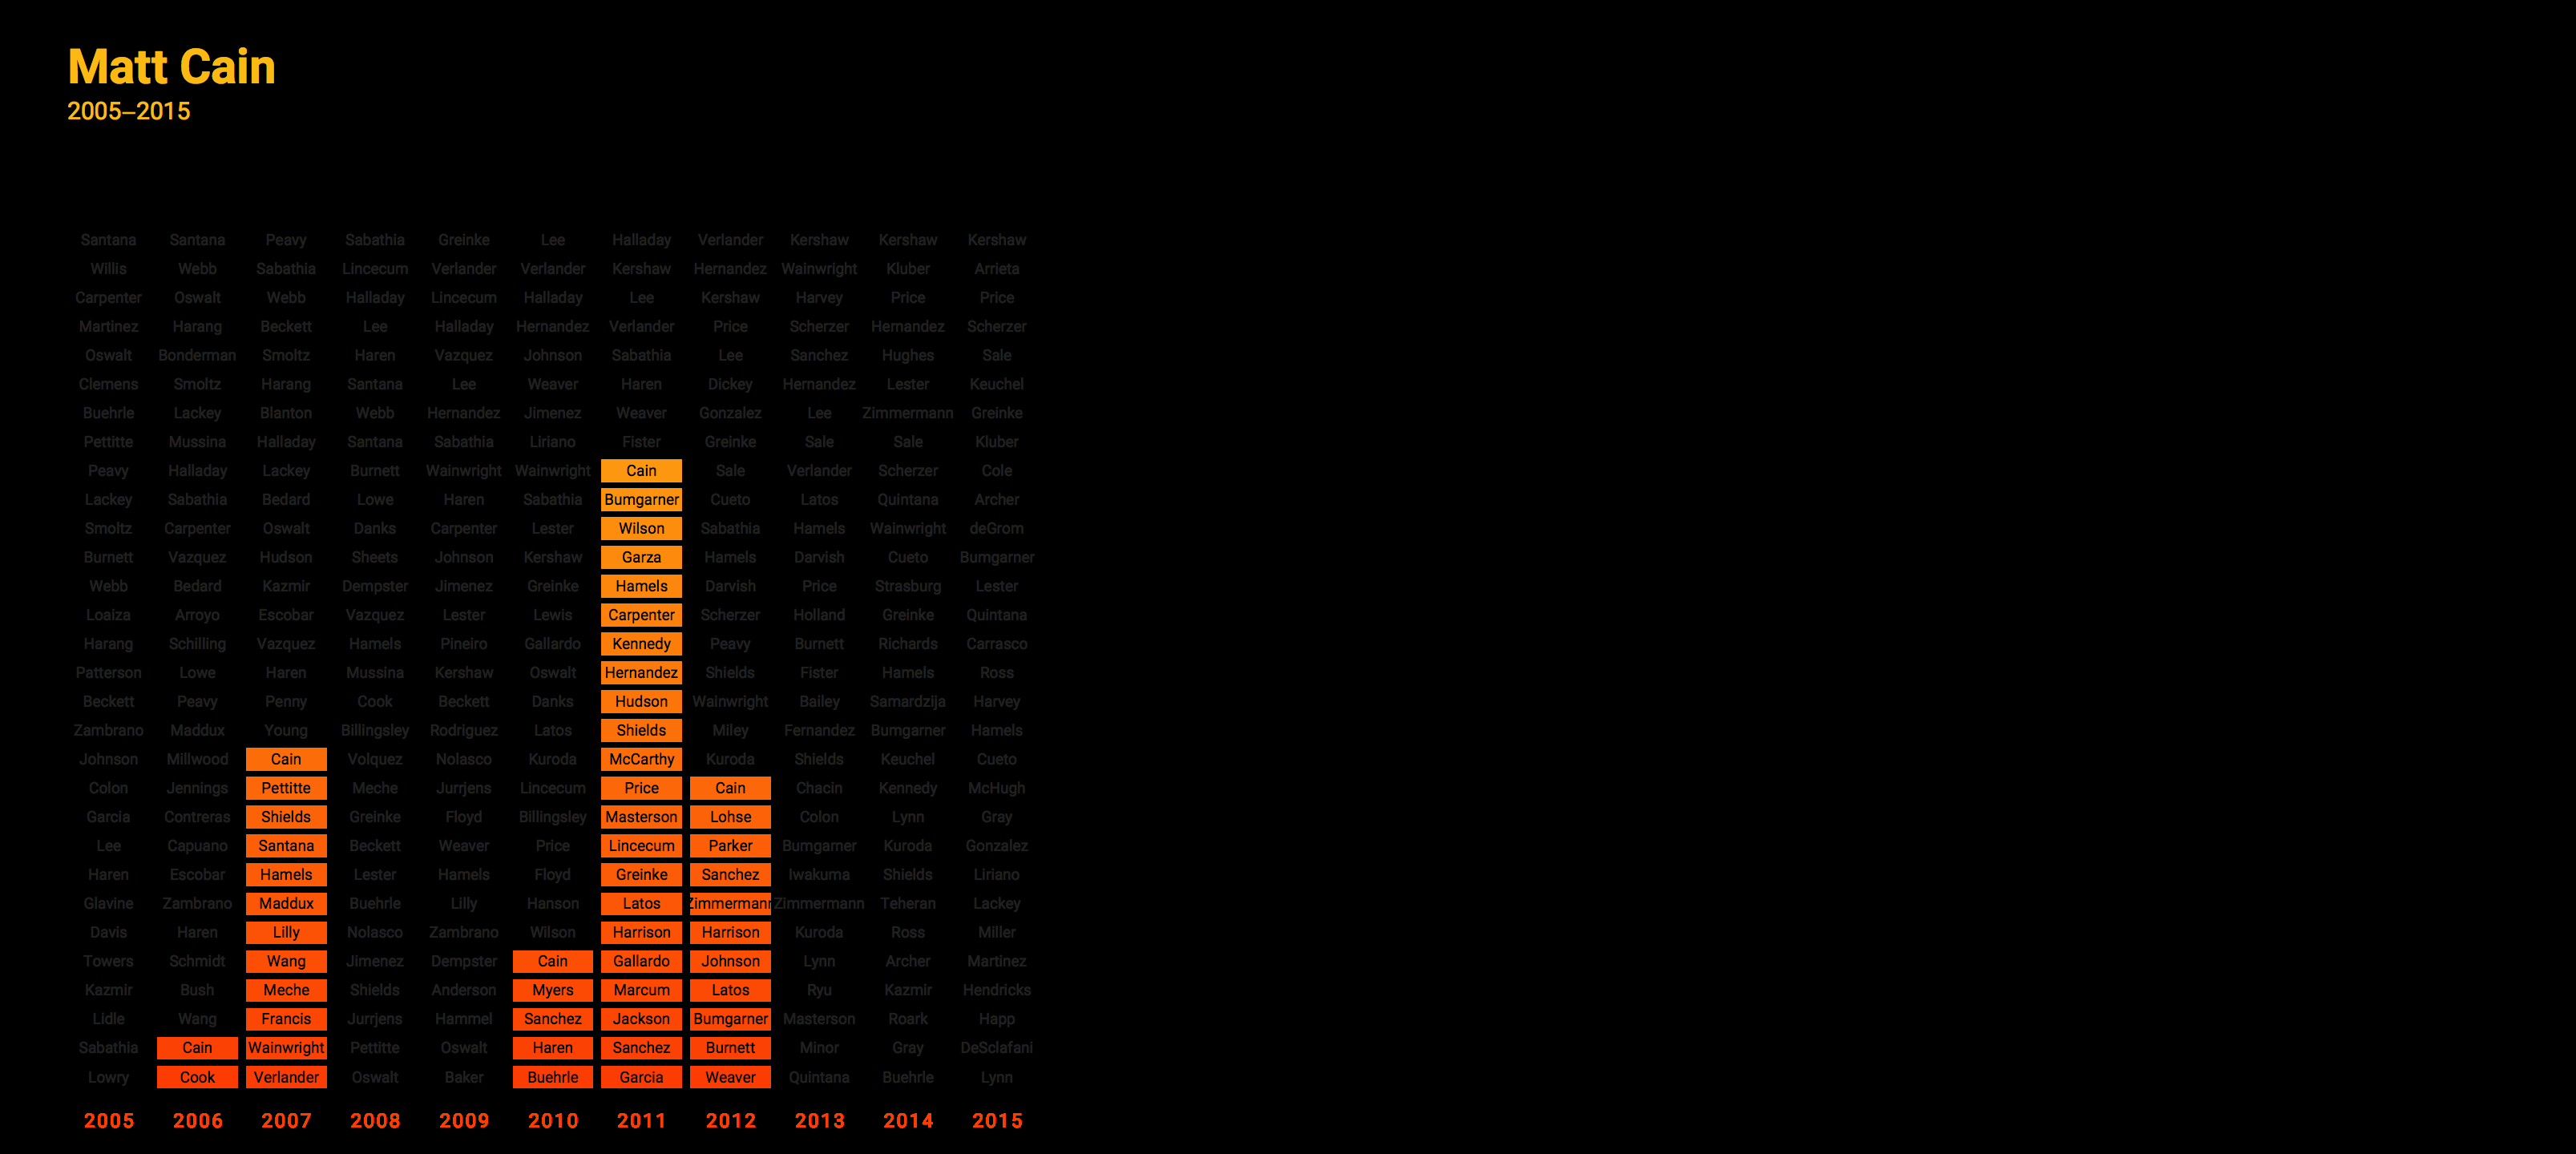 Matt Cain
2005–2015
Santana Santana Peavy Sabathia Greinke Lee Halladay Verlander Kershaw Kershaw Kershaw
Willis Webb Sabathia Lincecum Verlander Verlander Kershaw Hernandez Wainwright Kluber Arrieta
Carpenter Oswalt Webb Halladay Lincecum Halladay Lee Kershaw Harvey Price Price
Martinez Harang Beckett Lee Halladay Hernandez Verlander Price Scherzer Hernandez Scherzer
Oswalt Bonderman Smoltz Haren Vazquez Johnson Sabathia Lee Sanchez Hughes Sale
Clemens Smoltz Harang Santana Lee Weaver Haren Dickey Hernandez Lester Keuchel
Buehrle Lackey Blanton Webb Hernandez Jimenez Weaver Gonzalez Lee Zimmermann Greinke
Pettitte Mussina Halladay Santana Sabathia Liriano Fister Greinke Sale Sale Kluber
Peavy Halladay Lackey Burnett Wainwright Wainwright Cain Sale Verlander Scherzer Cole
Lackey Sabathia Bedard Lowe Haren Sabathia Bumgarner Cueto Latos Quintana Archer
Smoltz Carpenter Oswalt Danks Carpenter Lester Wilson Sabathia Hamels Wainwright deGrom
Burnett Vazquez Hudson Sheets Johnson Kershaw Garza Hamels Darvish Cueto Bumgarner
Webb Bedard Kazmir Dempster Jimenez Greinke Hamels Darvish Price Strasburg Lester
Loaiza Arroyo Escobar Vazquez Lester Lewis Carpenter Scherzer Holland Greinke Quintana
Harang Schilling Vazquez Hamels Pineiro Gallardo Kennedy Peavy Burnett Richards Carrasco
Patterson Lowe Haren Mussina Kershaw Oswalt Hernandez Shields Fister Hamels Ross
Beckett Peavy Penny Cook Beckett Danks Hudson Wainwright Bailey Samardzija Harvey
Zambrano Maddux Young Billingsley Rodriguez Latos Shields Miley Fernandez Bumgarner Hamels
Johnson Millwood Cain Volquez Nolasco Kuroda McCarthy Kuroda Shields Keuchel Cueto
Colon Jennings Pettitte Meche Jurrjens Lincecum Price Cain Chacin Kennedy McHugh
Garcia Contreras Shields Greinke Floyd Billingsley Masterson Lohse Colon Lynn Gray
Lee Capuano Santana Beckett Weaver Price Lincecum Parker Bumgarner Kuroda Gonzalez
Haren Escobar Hamels Lester Hamels Floyd Greinke Sanchez Iwakuma Shields Liriano
Glavine Zambrano Maddux Buehrle Lilly Hanson Latos Zimmermann Zimmermann Teheran Lackey
Davis Haren Lilly Nolasco Zambrano Wilson Harrison Harrison Kuroda Ross Miller
Towers Schmidt Wang Jimenez Dempster Cain Gallardo Johnson Lynn Archer Martinez
Kazmir Bush Meche Shields Anderson Myers Marcum Latos Ryu Kazmir Hendricks
Lidle Wang Francis Jurrjens Hammel Sanchez Jackson Bumgarner Masterson Roark Happ
Sabathia Cain Wainwright Pettitte Oswalt Haren Sanchez Burnett Minor Gray DeSclafani
Lowry Cook Verlander Oswalt Baker Buehrle Garcia Weaver Quintana Buehrle Lynn
2005 2006 2007 2008 2009 2010 2011 2012 2013 2014 2015